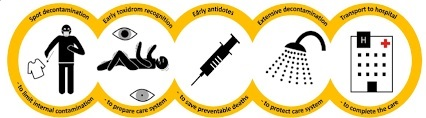 Spot decontamination
- to limit internal contamination
Early toxidrom recognition
- to prepare care system
Early antidotes
- to save preventable deaths
Extensive decontamination
- to protect care system
Transport to hospital
H
- to complete the care